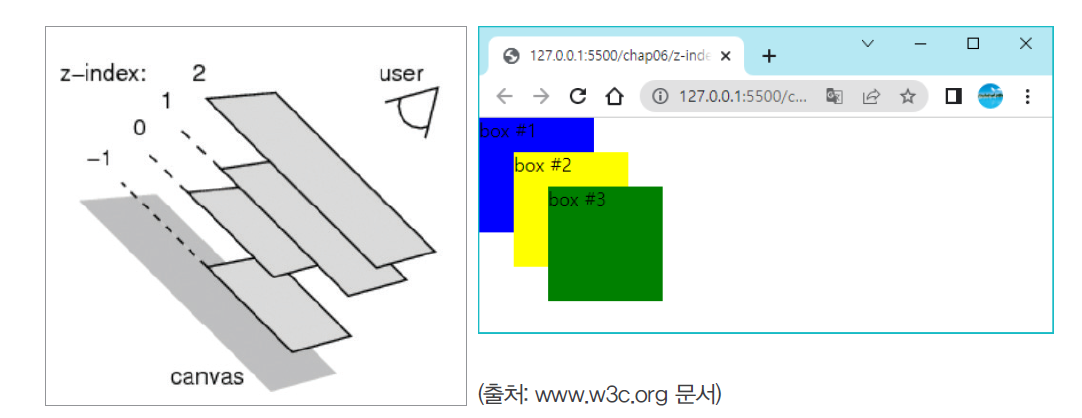 z-index: 2
1
0
-1
user
canvas
127.0.0.1:5500/chap06/z-inde
127.0.0.1:5500/c...
box #1
box #2
box #3
(출처: www.w3c.org 문서)